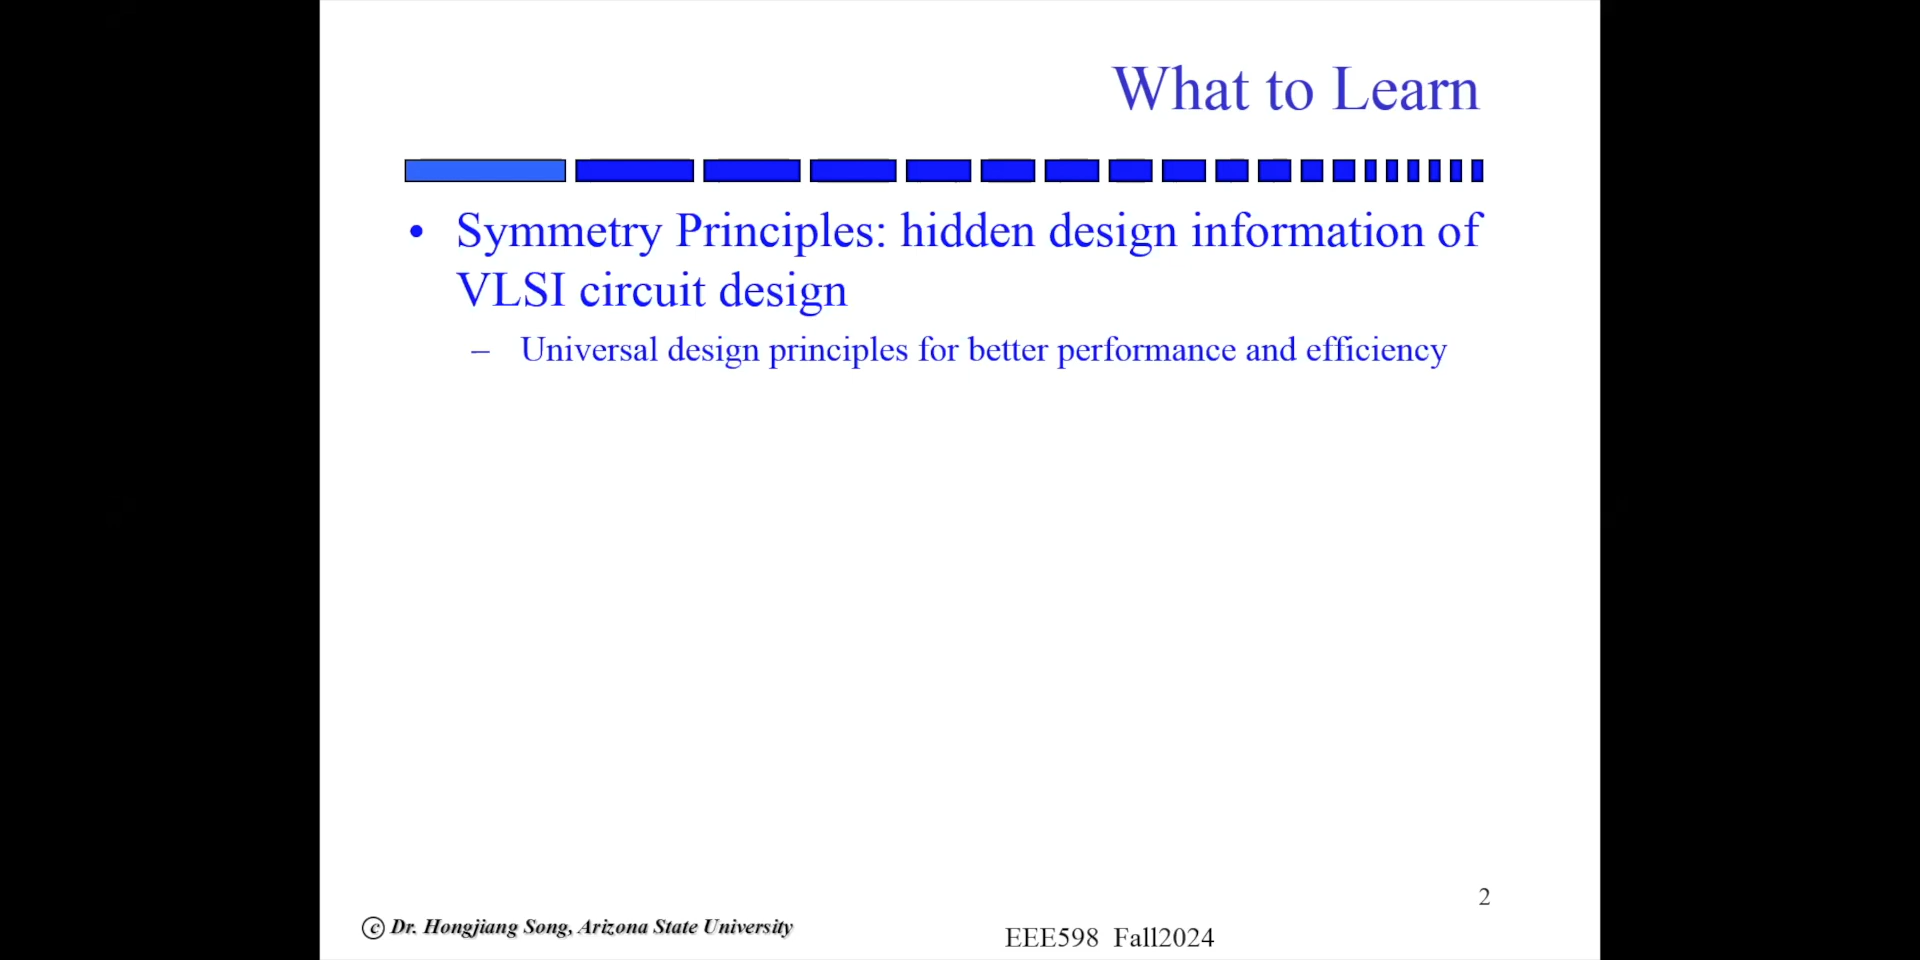 What to Learn
• Symmetry Principles: hidden design information of
VLSI circuit design
– Universal design principles for better performance and efficiency
2
© Dr. Hongjiang Song, Arizona State University
EEE598 Fall2024